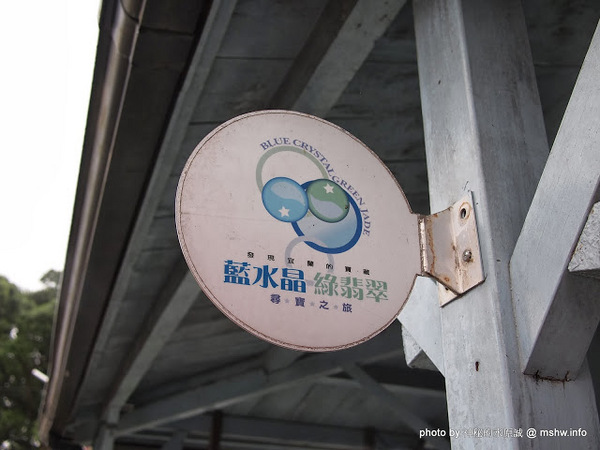 BLUE CRYSTAL GREEN JADE
發現宜蘭的寶藏
藍水晶·綠翡翠
尋·寶·之·旅
photo by @ mshw.info